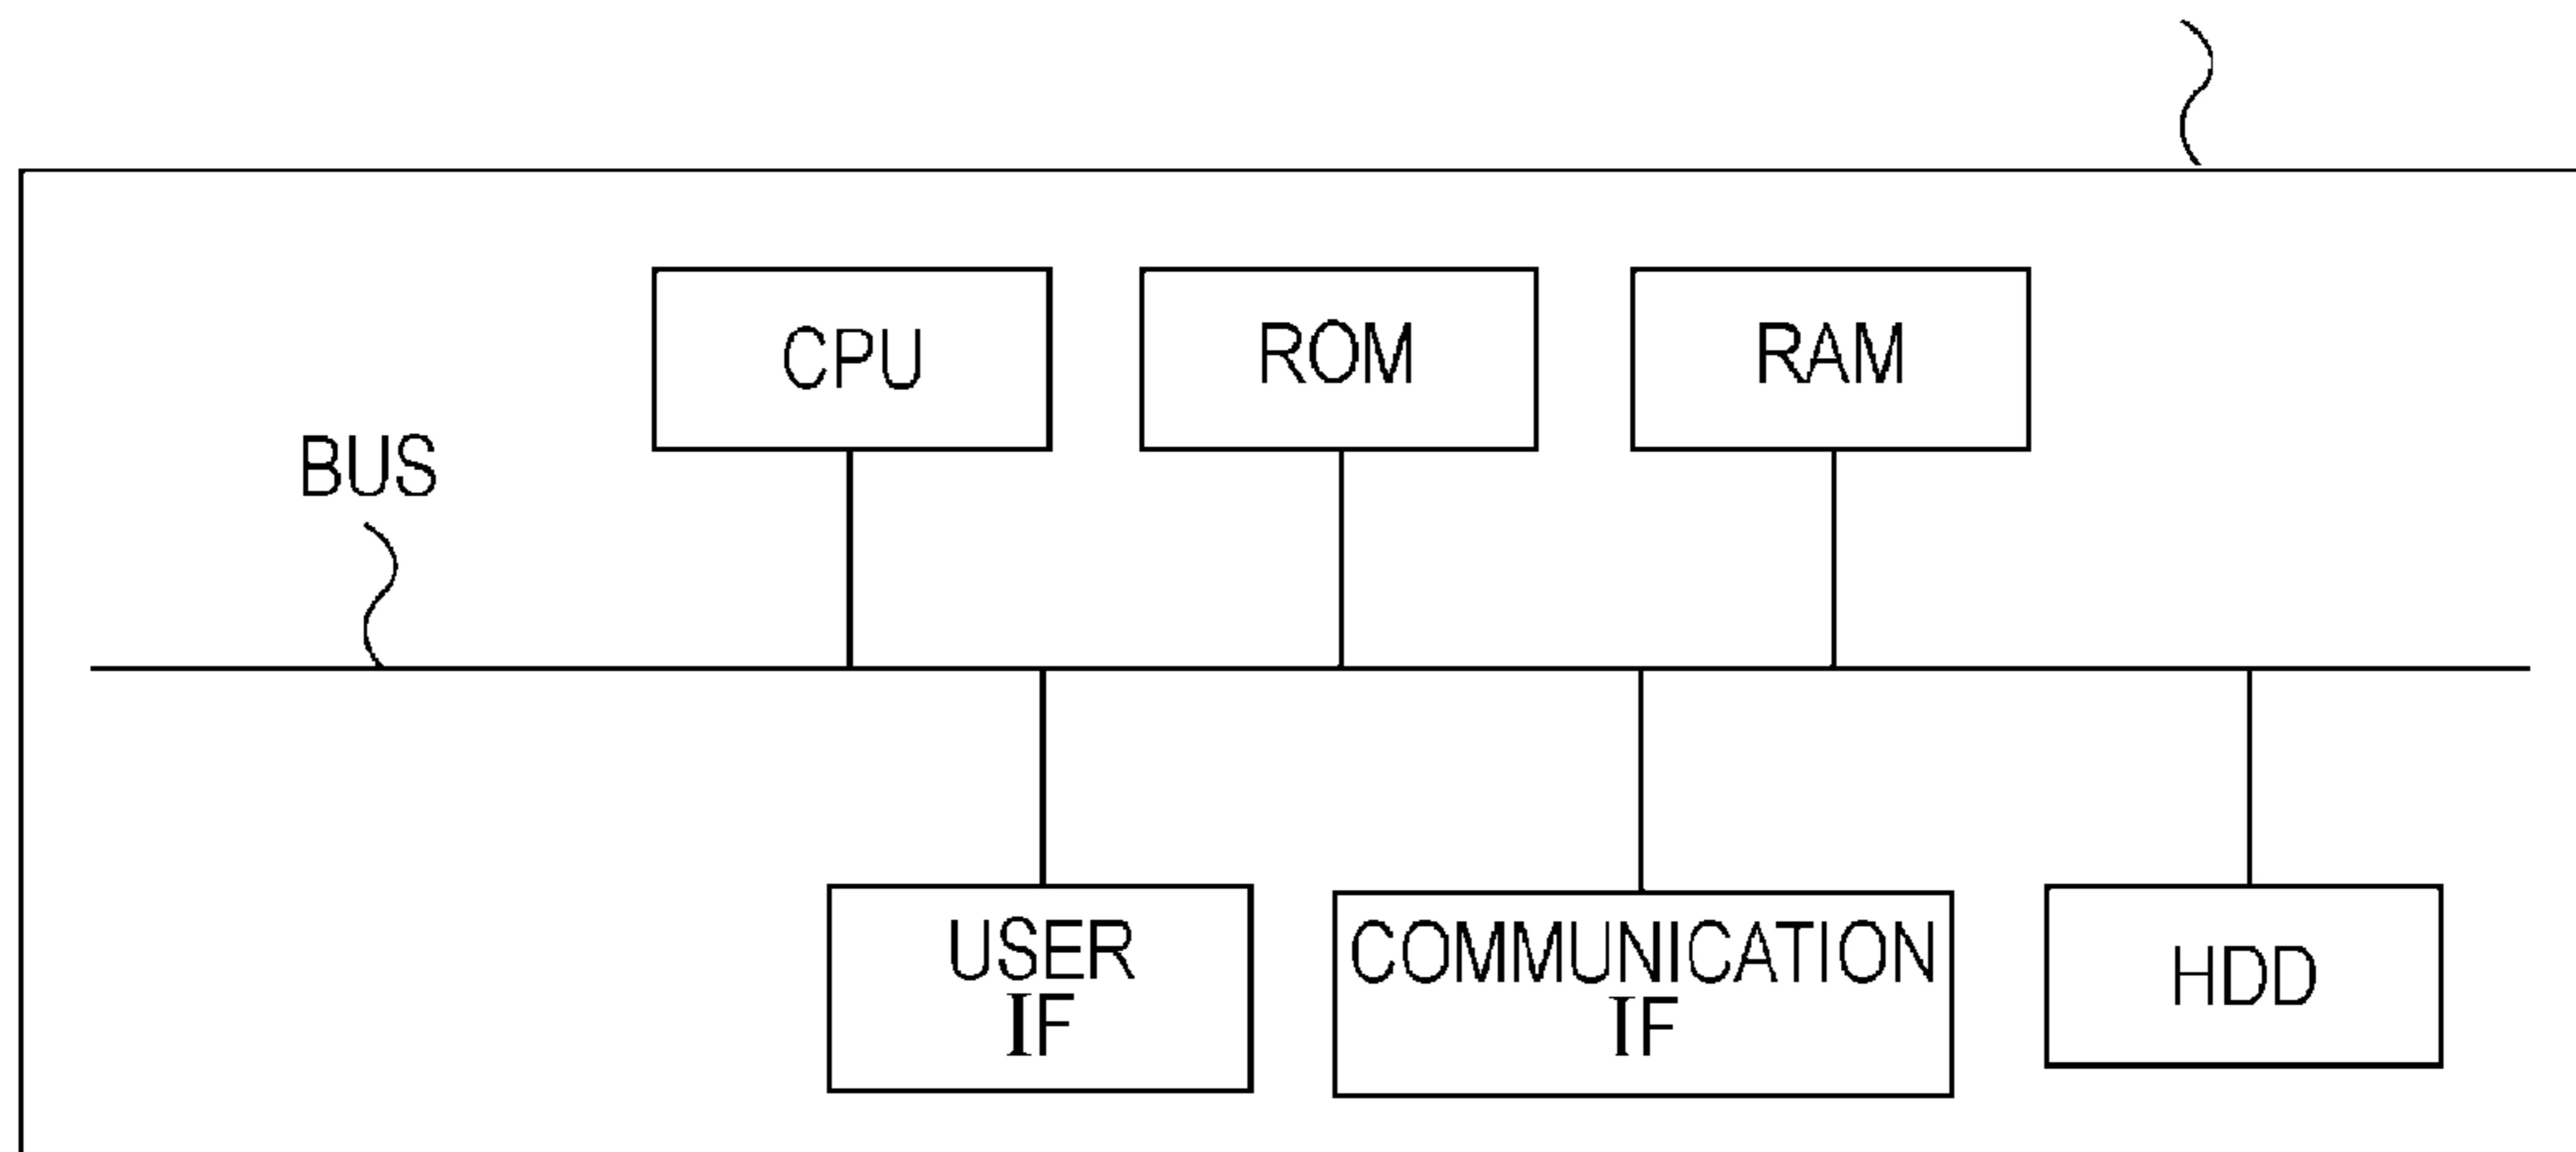 CPU
ROM
RAM
BUS
USER
IF
COMMUNICATION
IF
HDD